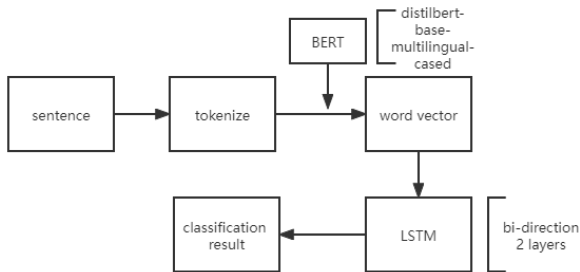 BERT
distilbert-
base-
multilingual-
cased
sentence
tokenize
word vector
classification
result
LSTM
bi-direction
2 layers